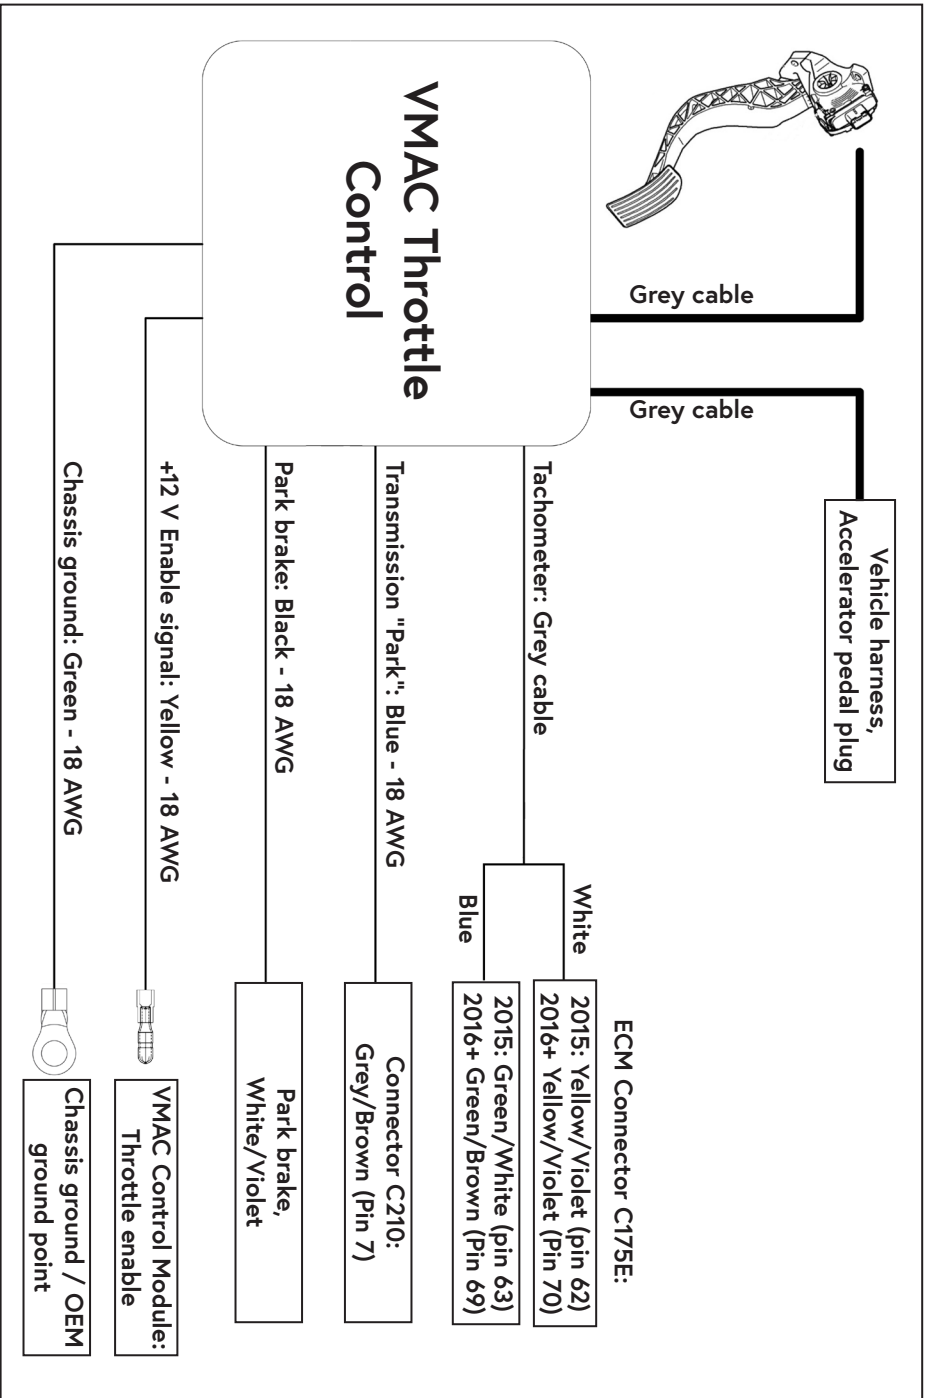 VMAC Throttle
Control
Grey cable
Grey cable
Vehicle harness,
Accelerator pedal plug
Tachometer: Grey cable
White
Blue
ECM Connector C175E:
2015: Yellow/Violet (pin 62)
2016+ Yellow/Violet (Pin 70)
2015: Green/White (pin 63)
2016+ Green/Brown (Pin 69)
Transmission "Park": Blue - 18 AWG
Connector C210:
Grey/Brown (Pin 7)
Park brake: Black - 18 AWG
Park brake,
White/Violet
+12 V Enable signal: Yellow - 18 AWG
VMAC Control Module:
Throttle enable
Chassis ground: Green - 18 AWG
Chassis ground / OEM
ground point